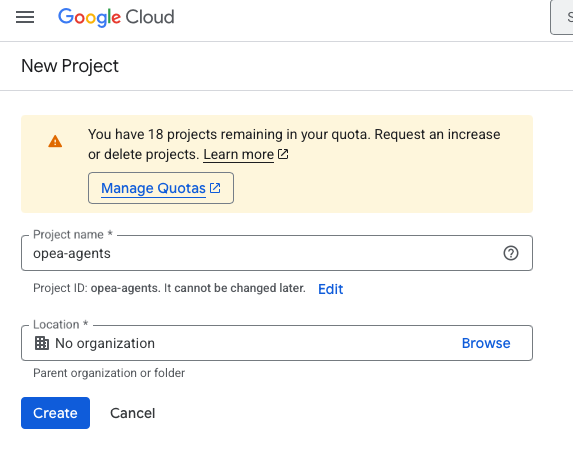 Google Cloud
New Project
You have 18 projects remaining in your quota. Request an increase
or delete projects. Learn more
Manage Quotas
Project name *
opea-agents
Project ID: opea-agents. It cannot be changed later. Edit
Location *
No organization Browse
Parent organization or folder
Create Cancel